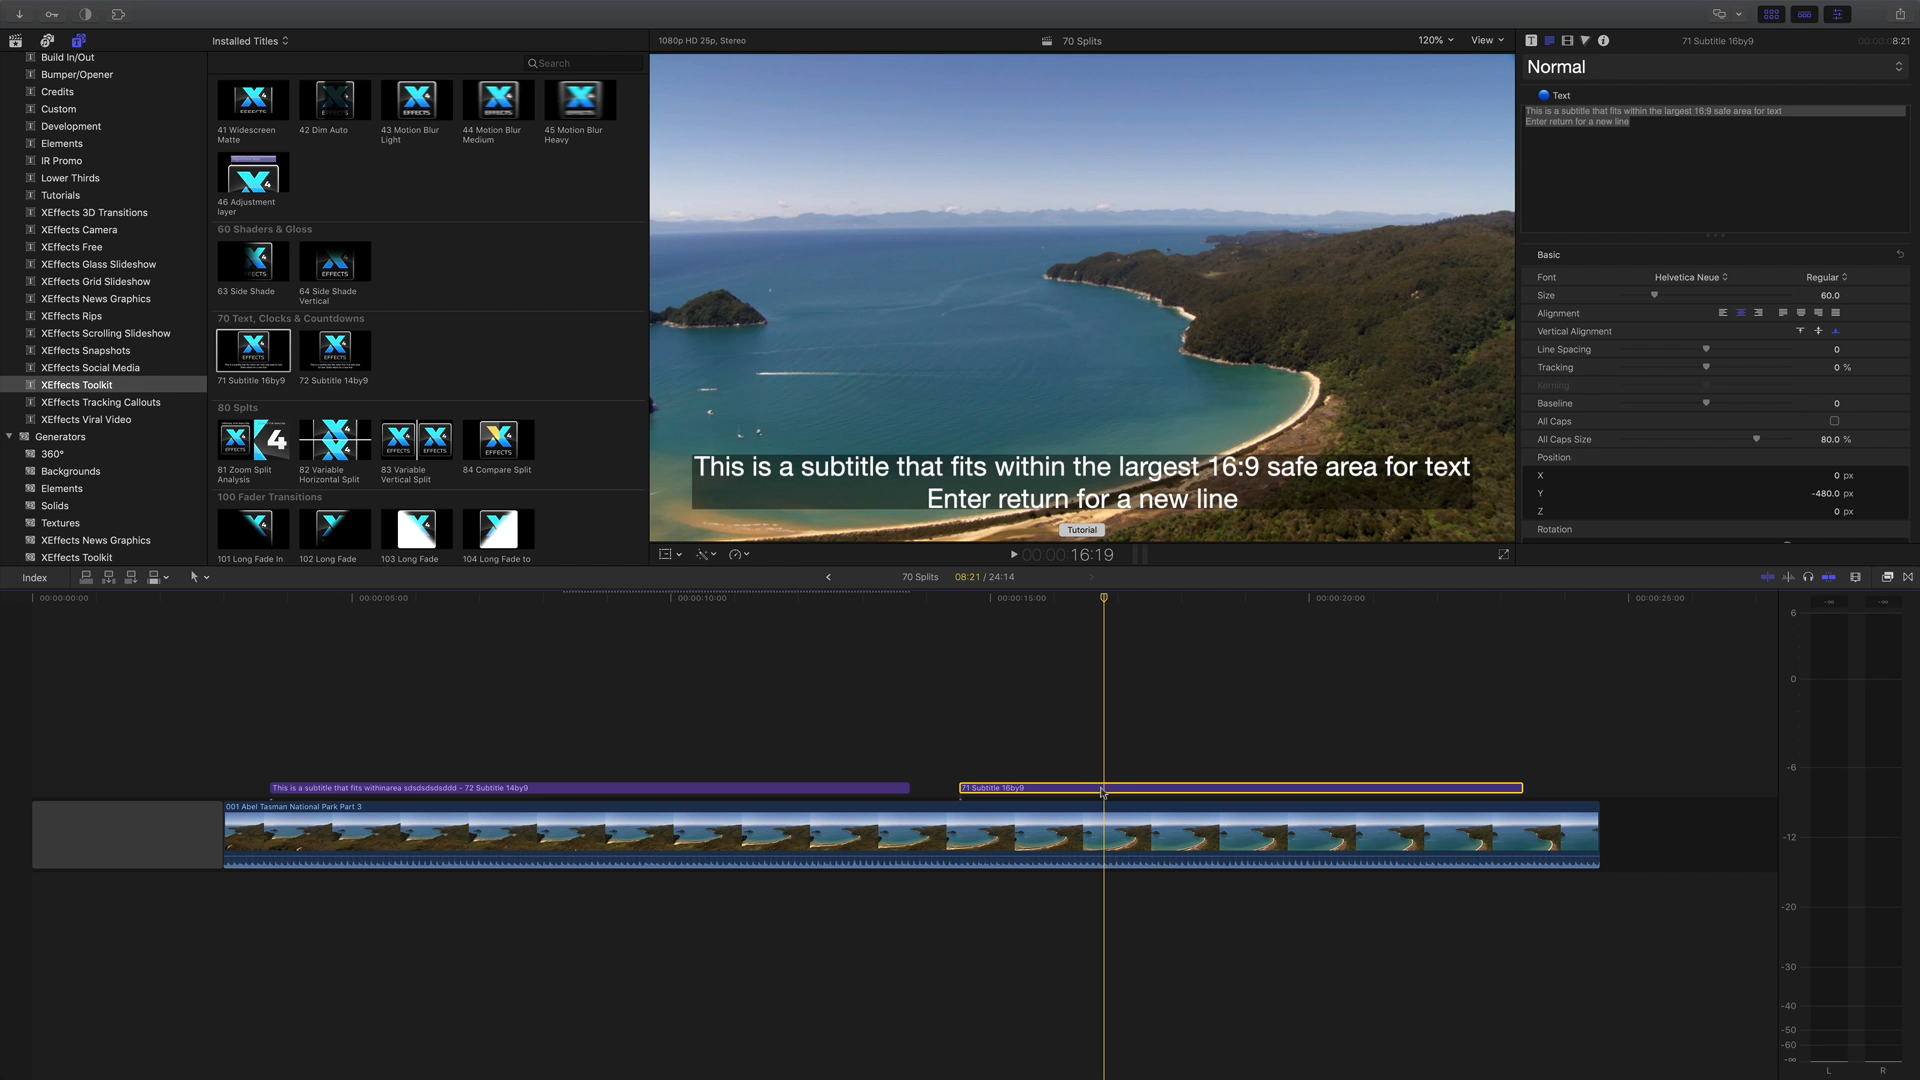 Installed Titles
1080p HD 25p, Stereo
70 Splits
120%
View
71 Subtitle 16by9
8:21
Build In/Out
Bumper/Opener
Credits
Custom
Development
Elements
IR Promo
Lower Thirds
Tutorials
XEffects 3D Transitions
XEffects Camera
XEffects Free
XEffects Glass Slideshow
XEffects Grid Slideshow
XEffects News Graphics
XEffects Rips
XEffects Scrolling Slideshow
XEffects Snapshots
XEffects Social Media
XEffects Toolkit
XEffects Tracking Callouts
XEffects Viral Video
Generators
360°
Backgrounds
Elements
Solids
Textures
XEffects News Graphics
XEffects Toolkit
Search
41 Widescreen
Matte
42 Dim Auto
43 Motion Blur
Light
44 Motion Blur
Medium
45 Motion Blur
Heavy
46 Adjustment
layer
60 Shaders & Gloss
63 Side Shade
64 Side Shade
Vertical
70 Text, Clocks & Countdowns
71 Subtitle 16by9
72 Subtitle 14by9
80 Splts
81 Zoom Split
Analysis
82 Variable
Horizontal Split
83 Variable
Vertical Split
84 Compare Split
100 Fader Transitions
101 Long Fade In
102 Long Fade
103 Long Fade
104 Long Fade to
This is a subtitle that fits within the largest 16:9 safe area for text
Enter return for a new line
Tutorial
00:00:16:19
Normal
Text
This is a subtitle that fits within the largest 16:9 safe area for text
Enter return for a new line
Basic
Font
Helvetica Neue
Regular
Size
60.0
Alignment
Vertical Alignment
Line Spacing
0
Tracking
0 %
Kerning
Baseline
0
All Caps
All Caps Size
80.0 %
Position
X
0 px
Y
-480.0 px
Z
0 px
Rotation
Index
70 Splits
08:21 / 24:14
00:00:00:00
00:00:05:00
00:00:10:00
00:00:15:00
00:00:20:00
00:00:25:00
This is a subtitle that fits withinarea sdsdsdsdsddd - 72 Subtitle 14by9
71 Subtitle 16by9
001 Abel Tasman National Park Part 3
-∞
-∞
6
0
-6
-12
-20
-30
-40
-50
-60
-∞
L
R